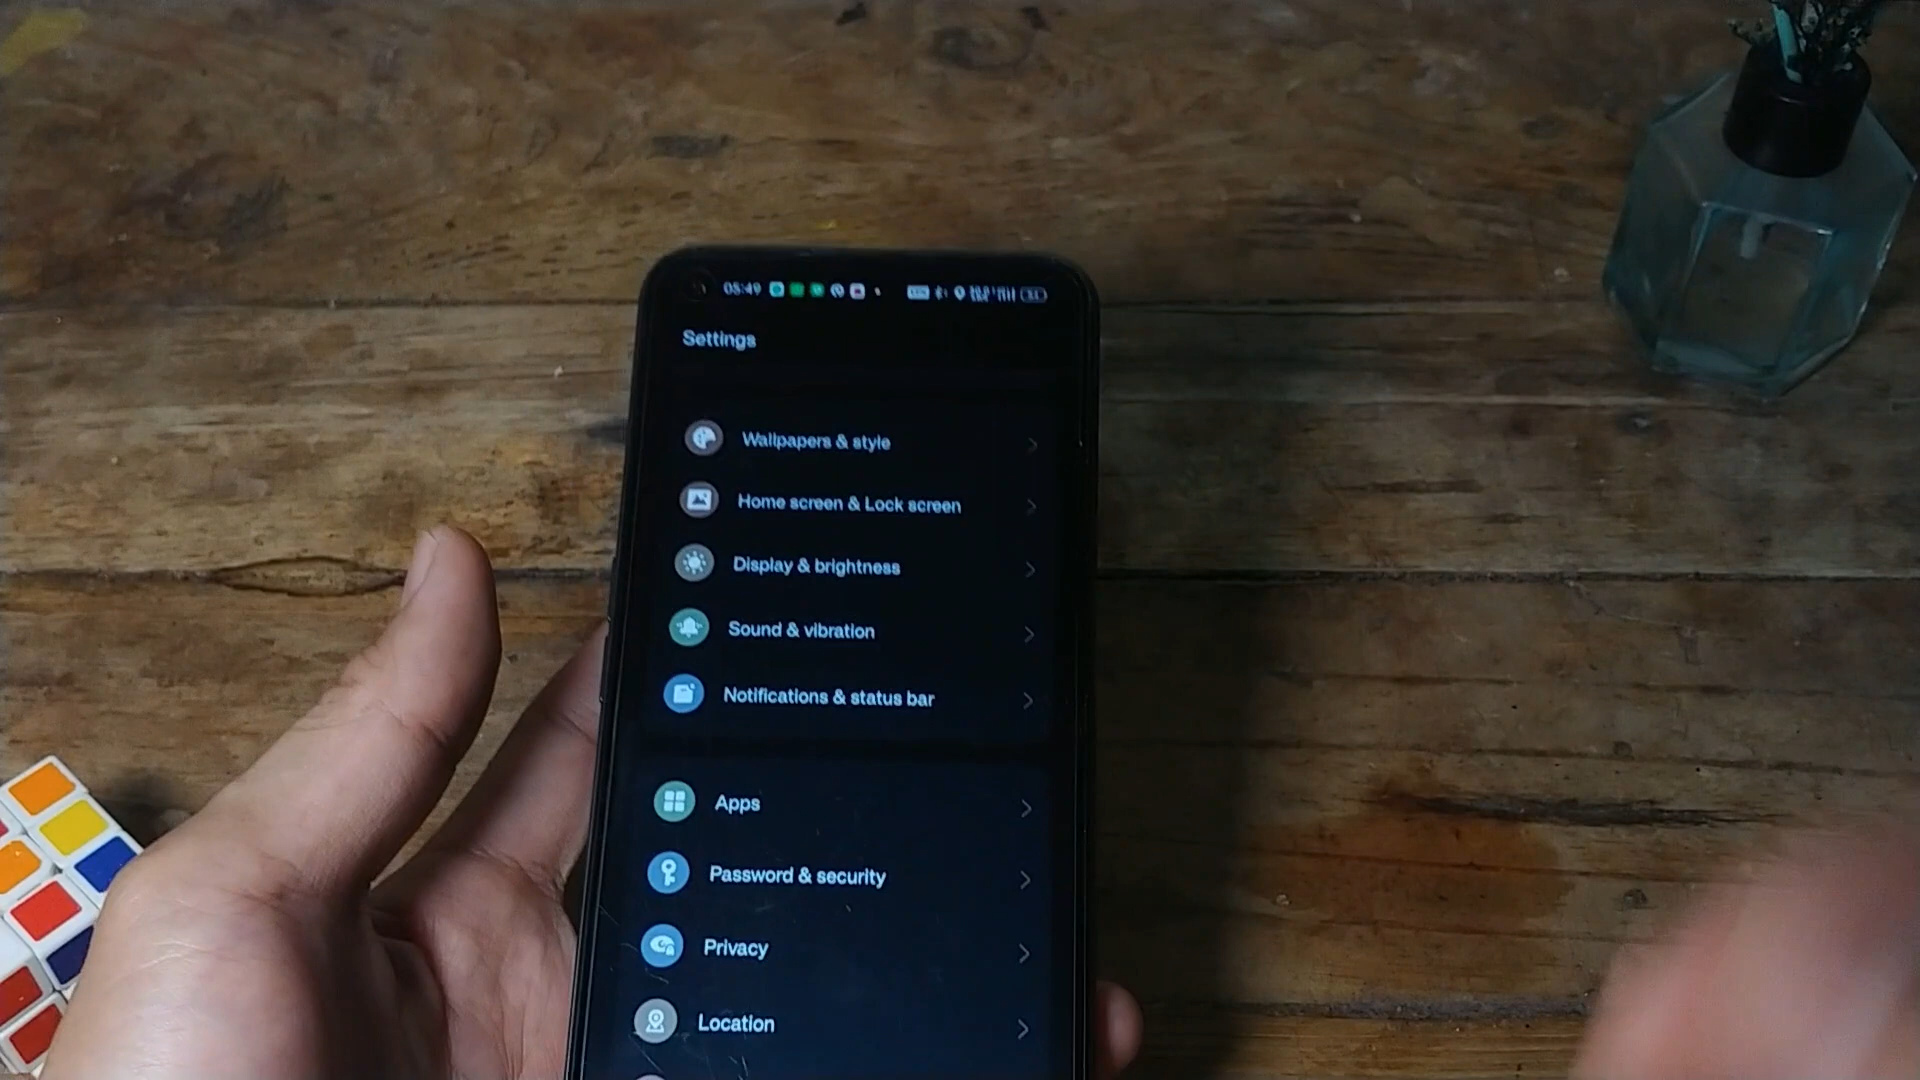 05:49
Settings
Wallpapers & style
Home screen & Lock screen
Display & brightness
Sound & vibration
Notifications & status bar
Apps
Password & security
Privacy
Location